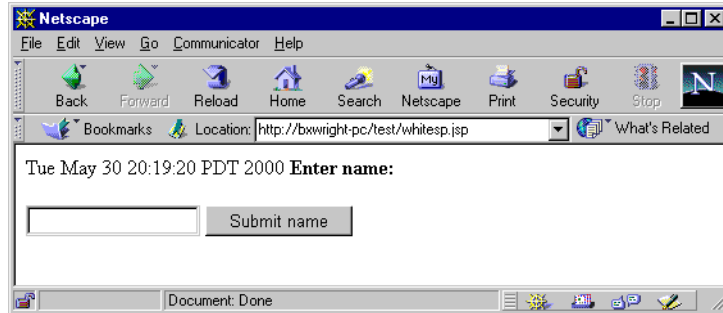 Netscape
File Edit View Go Communicator Help
Back Forward Reload Home Search My Netscape Print Security Stop N
Bookmarks Location: http://bxwright-pc/test/whitesp.jsp What's Related
Tue May 30 20:19:20 PDT 2000 Enter name:
Submit name
Document: Done